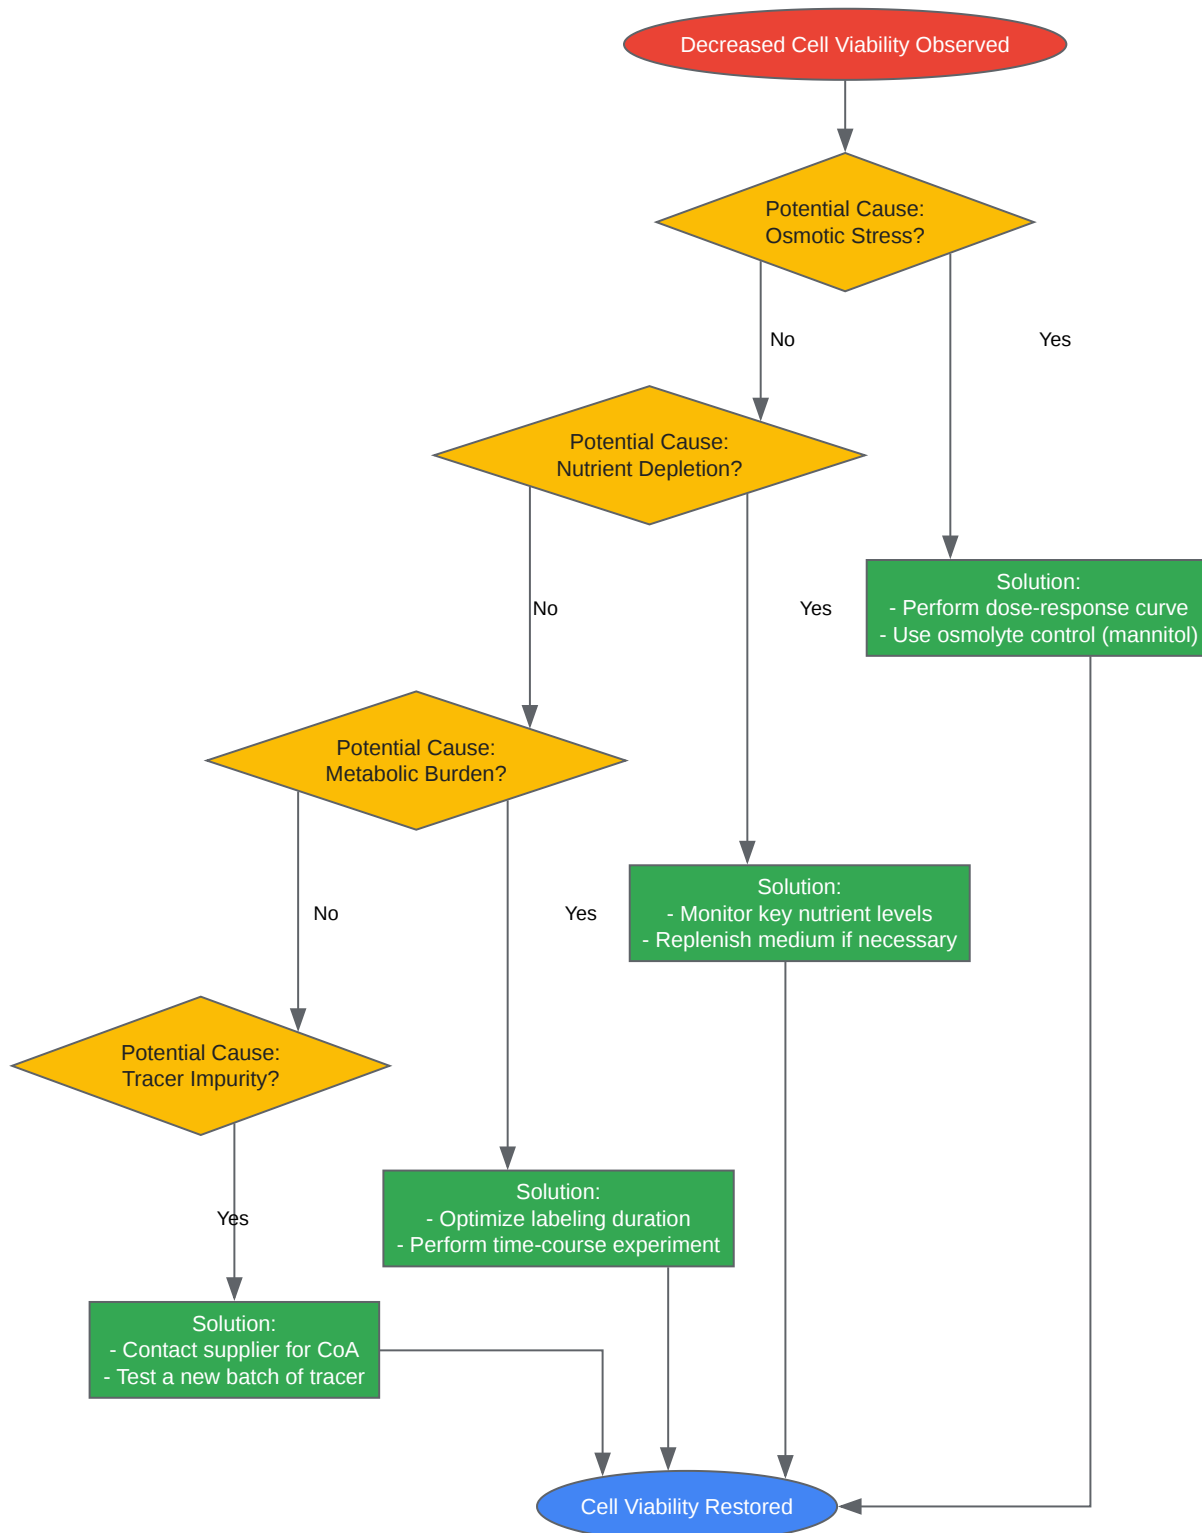 Decreased Cell Viability Observed
Potential Cause:
Osmotic Stress?
No
Yes
Potential Cause:
Nutrient Depletion?
No
Yes
Solution:
- Perform dose-response curve
- Use osmolyte control (mannitol)
Potential Cause:
Metabolic Burden?
No
Yes
Solution:
- Monitor key nutrient levels
- Replenish medium if necessary
Potential Cause:
Tracer Impurity?
Yes
Solution:
- Optimize labeling duration
- Perform time-course experiment
Solution:
- Contact supplier for CoA
- Test a new batch of tracer
Cell Viability Restored